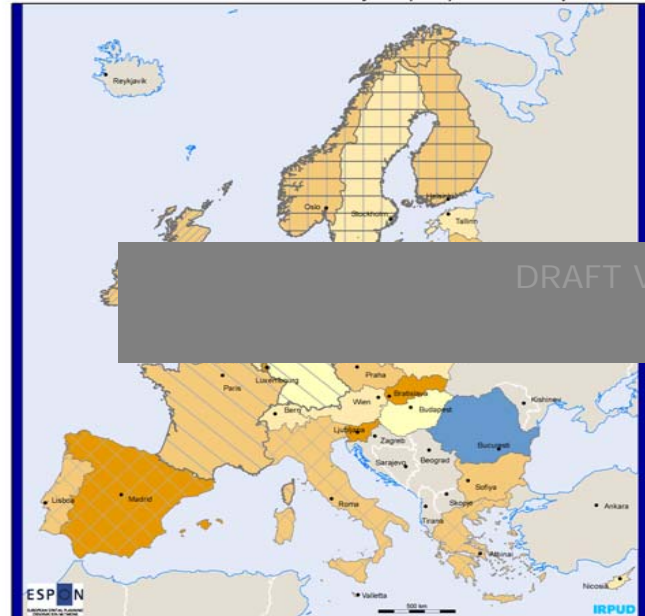 Reykjavik
Oslo
Helsinki
Stockholm
Tallinn
DRAFT V
Paris
Luxembourg
Praha
Wien
Bratislava
Kishinev
Bern
Budapest
Ljubljana
Zagreb
Bucuresti
Sarajevo
Beograd
Sofiya
Skopje
Lisboa
Madrid
Roma
Tirana
Ankara
Athinai
Nicosia
ESPON
Valletta
500 km
IRPUD